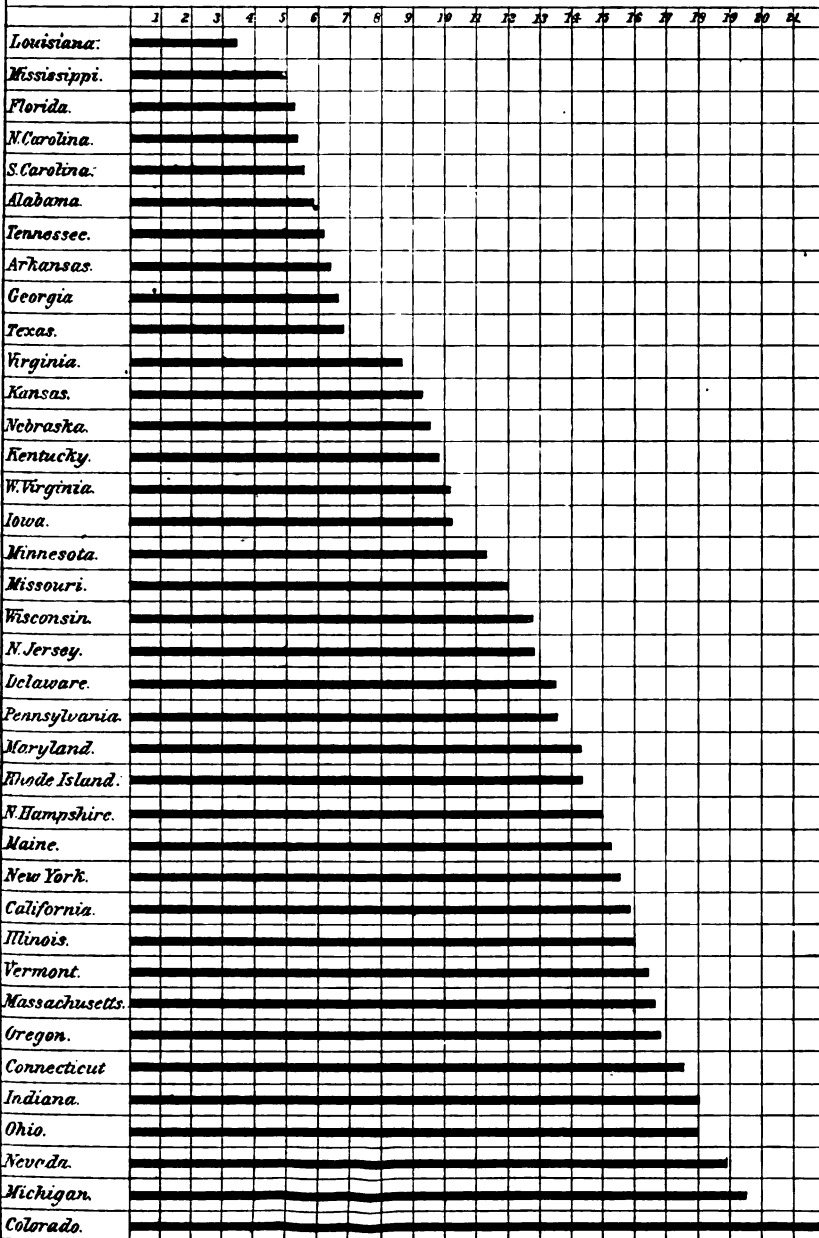 1 2 3 4 5 6 7 8 9 10 11 12 13 14 15 16 17 18 19 20 21
Louisiana.
Mississippi.
Florida.
N. Carolina.
S. Carolina.
Alabama.
Tennessee.
Arkansas.
Georgia
Texas.
Virginia.
Kansas.
Nebraska.
Kentucky.
W. Virginia.
Iowa.
Minnesota.
Missouri.
Wisconsin.
N. Jersey.
Delaware.
Pennsylvania.
Maryland.
Rhode Island.
N. Hampshire.
Maine.
New York.
California.
Illinois.
Vermont.
Massachusetts.
Oregon.
Connecticut
Indiana.
Ohio.
Nevada.
Michigan.
Colorado.